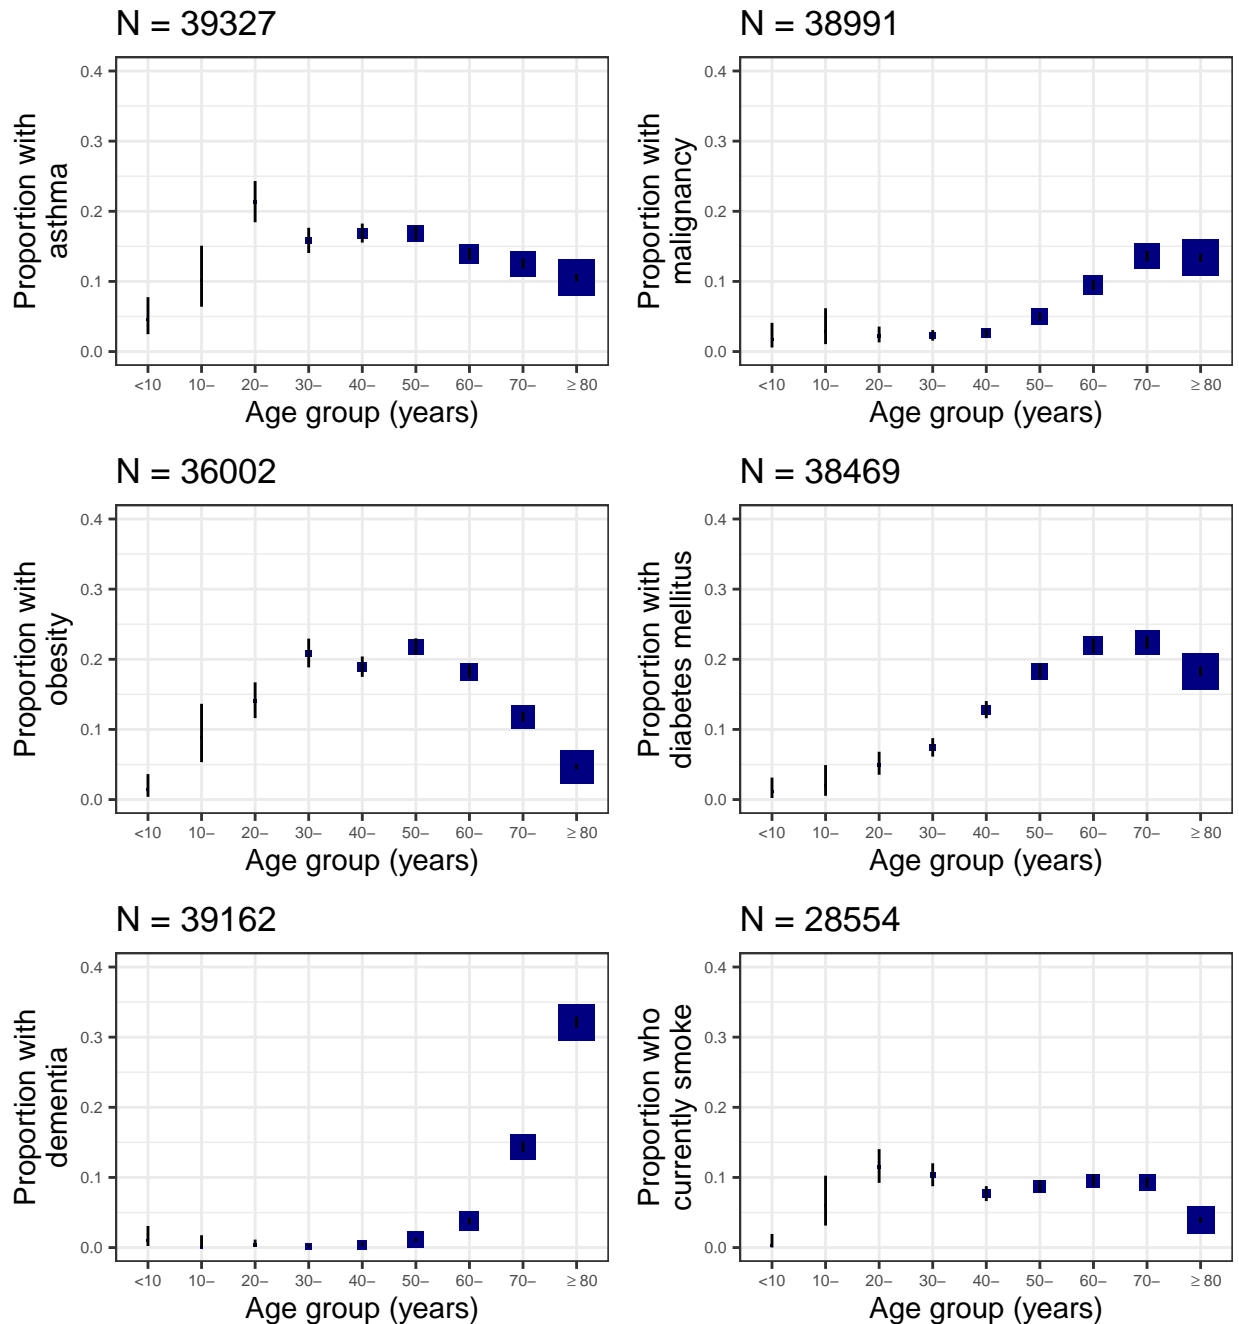 N = 39327
Proportion with
asthma
0.4
0.3
0.2
0.1
0.0
<10 10– 20– 30– 40– 50– 60– 70– ≥ 80
Age group (years)
N = 38991
Proportion with
malignancy
0.4
0.3
0.2
0.1
0.0
<10 10– 20– 30– 40– 50– 60– 70– ≥ 80
Age group (years)
N = 36002
Proportion with
obesity
0.4
0.3
0.2
0.1
0.0
<10 10– 20– 30– 40– 50– 60– 70– ≥ 80
Age group (years)
N = 38469
Proportion with
diabetes mellitus
0.4
0.3
0.2
0.1
0.0
<10 10– 20– 30– 40– 50– 60– 70– ≥ 80
Age group (years)
N = 39162
Proportion with
dementia
0.4
0.3
0.2
0.1
0.0
<10 10– 20– 30– 40– 50– 60– 70– ≥ 80
Age group (years)
N = 28554
Proportion who
currently smoke
0.4
0.3
0.2
0.1
0.0
<10 10– 20– 30– 40– 50– 60– 70– ≥ 80
Age group (years)